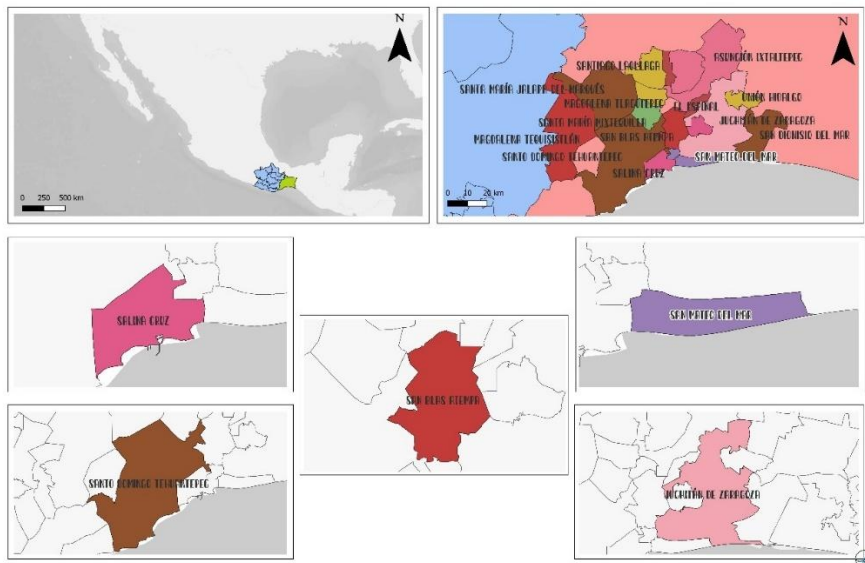 N
0 250 500 km
N
SANTIAGO LAOLLAGA
ASUNCIÓN IXTALTEPEC
SANTA MARÍA JALAPA DEL MARQUÉS
UNIÓN HIDALGO
MAGDALENA TLACOTEPEC
EL ESPINAL
SANTA MARÍA MIXTEQUILLA
JUCHITÁN DE ZARAGOZA
MAGDALENA TEQUISISTLÁN
SAN BLAS ATEMPA
SAN DIONISIO DEL MAR
SANTO DOMINGO TEHUANTEPEC
SAN MATEO DEL MAR
SALINA CRUZ
0 10 20 km
SALINA CRUZ
SAN MATEO DEL MAR
SAN BLAS ATEMPA
SANTO DOMINGO TEHUANTEPEC
JUCHITÁN DE ZARAGOZA